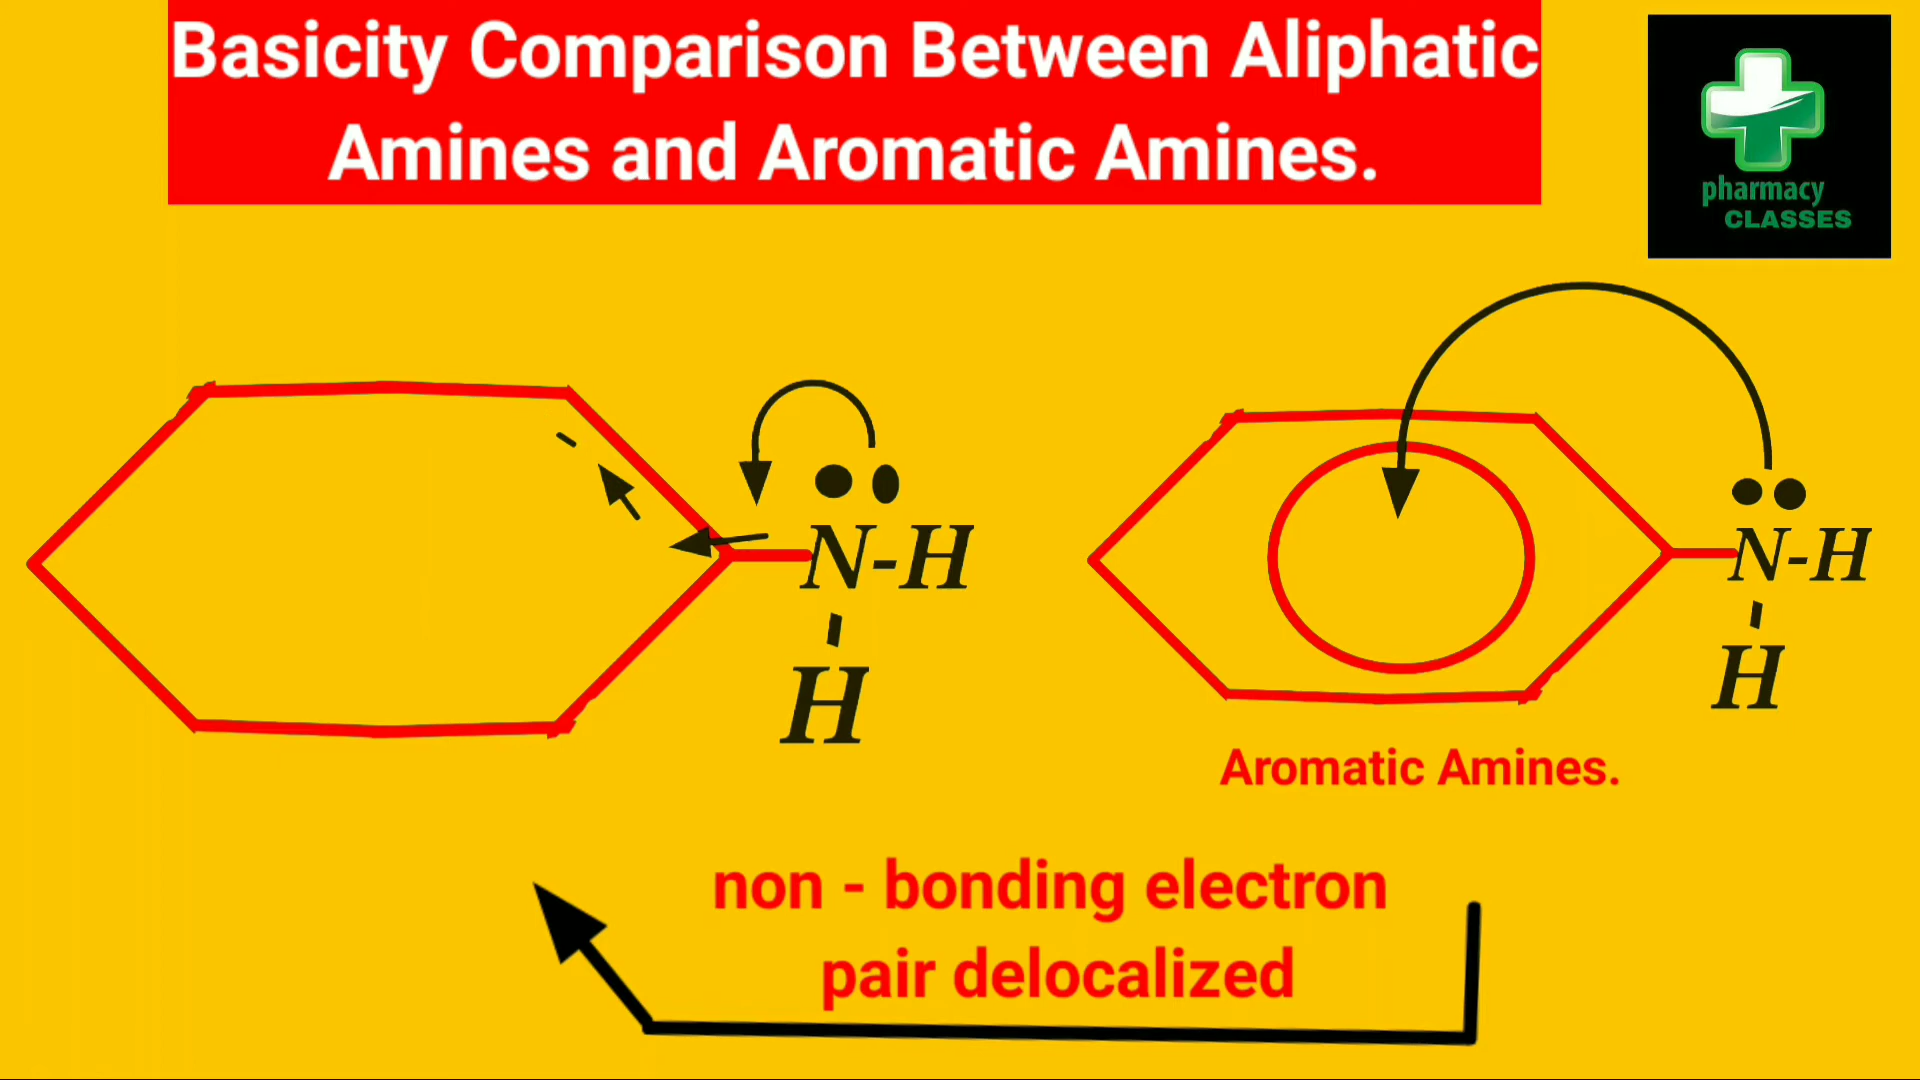 Basicity Comparison Between Aliphatic
Amines and Aromatic Amines.
pharmacy
CLASSES
N-H
H
N-H
H
Aromatic Amines.
non - bonding electron
pair delocalized